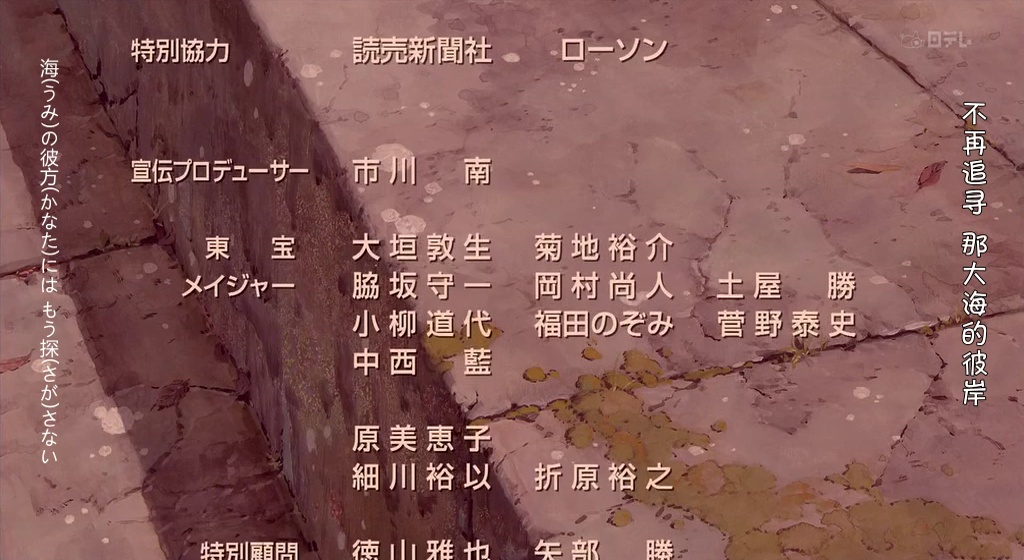 日テレ
特別協力 読売新聞社 ローソン
宣伝プロデューサー 市川 南
東 宝 大垣敦生 菊地裕介
メイジャー 脇坂守一 岡村尚人 土屋 勝
小柳道代 福田のぞみ 菅野泰史
中西 藍
原美恵子
細川裕以 折原裕之
特別顧問 徳山雅也 矢部 勝
海(うみ)の彼方(かなた)には もう探(さが)さない
不再追寻 那大海的彼岸